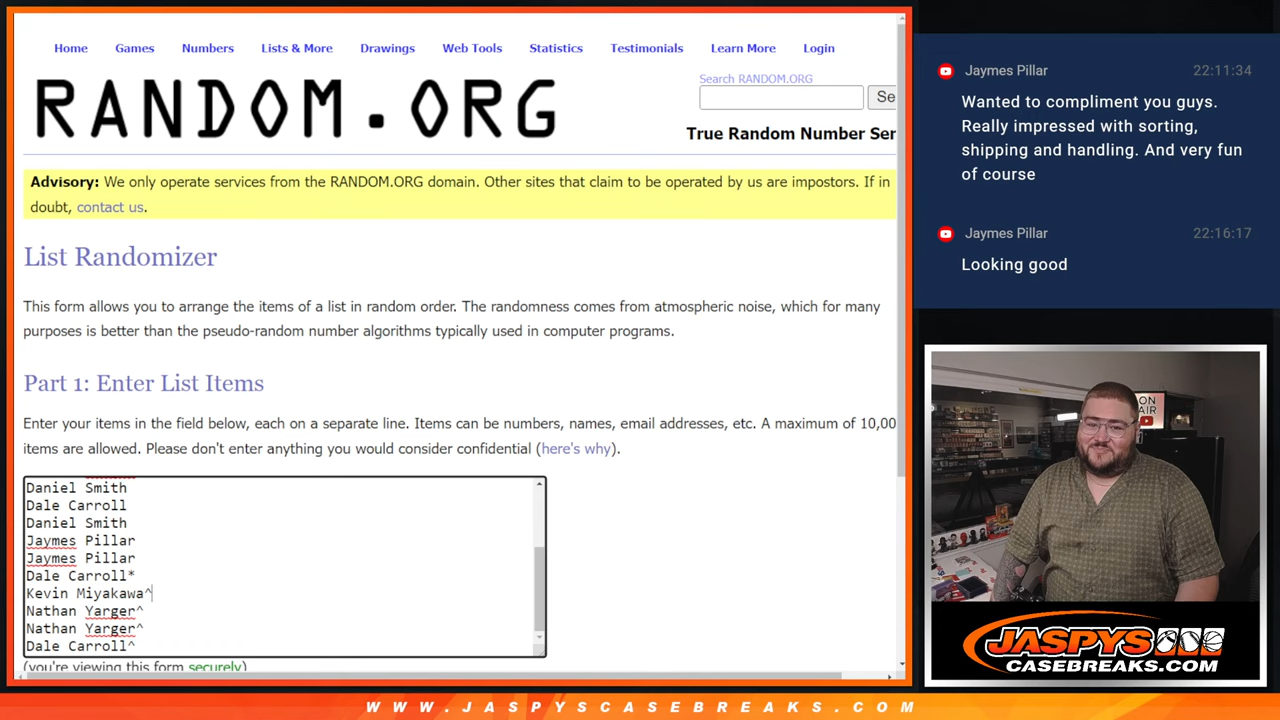 Home Games Numbers Lists & More Drawings Web Tools Statistics Testimonials Learn More Login
RANDOM.ORG
Search RANDOM.ORG
Se
True Random Number Ser
Advisory: We only operate services from the RANDOM.ORG domain. Other sites that claim to be operated by us are impostors. If in
doubt, contact us.
List Randomizer
This form allows you to arrange the items of a list in random order. The randomness comes from atmospheric noise, which for many
purposes is better than the pseudo-random number algorithms typically used in computer programs.
Part 1: Enter List Items
Enter your items in the field below, each on a separate line. Items can be numbers, names, email addresses, etc. A maximum of 10,00
items are allowed. Please don't enter anything you would consider confidential (here's why).
Daniel Smith
Dale Carroll
Daniel Smith
Jaymes Pillar
Jaymes Pillar
Dale Carroll*
Kevin Miyakawa^
Nathan Yarger^
Nathan Yarger^
Dale Carroll^
(you're viewing this form securely)
Jaymes Pillar 22:11:34
Wanted to compliment you guys.
Really impressed with sorting,
shipping and handling. And very fun
of course
Jaymes Pillar 22:16:17
Looking good
ON
AIR
JASPYS
CASEBREAKS.COM
WWW.JASPYSCASEBREAKS.COM